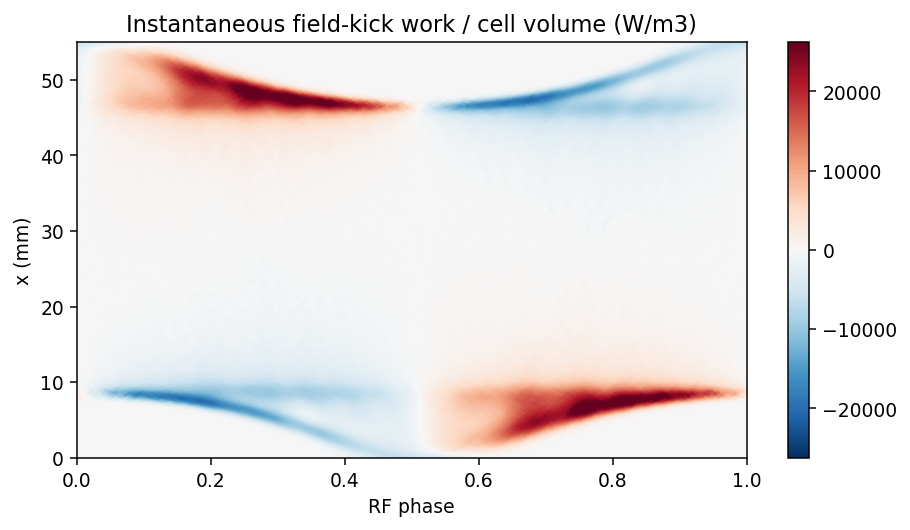 Instantaneous field-kick work / cell volume (W/m3)
50
40
30
20
10
0
x (mm)
0.0 0.2 0.4 0.6 0.8 1.0
RF phase
20000
10000
0
−10000
−20000